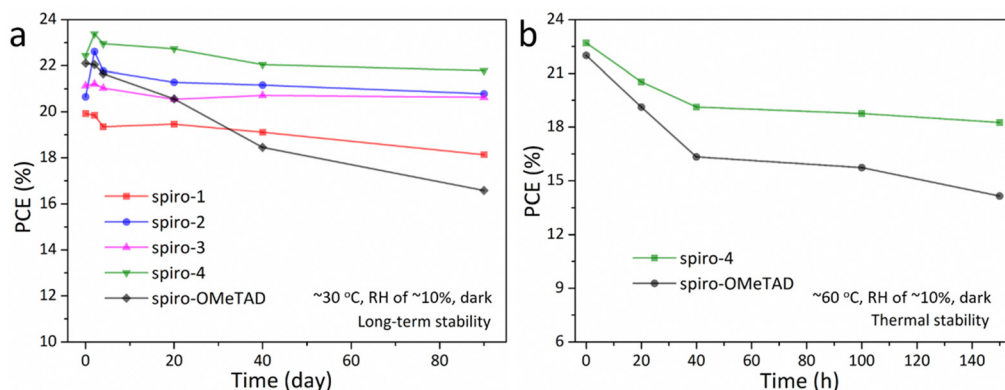 a
24
22
20
18
16
14
12
10
PCE (%)
spiro-1
spiro-2
spiro-3
spiro-4
spiro-OMeTAD
~30 °C, RH of ~10%, dark
Long-term stability
0 20 40 60 80
Time (day)
b
24
21
18
15
12
9
6
PCE (%)
spiro-4
spiro-OMeTAD
~60 °C, RH of ~10%, dark
Thermal stability
0 20 40 60 80 100 120 140
Time (h)